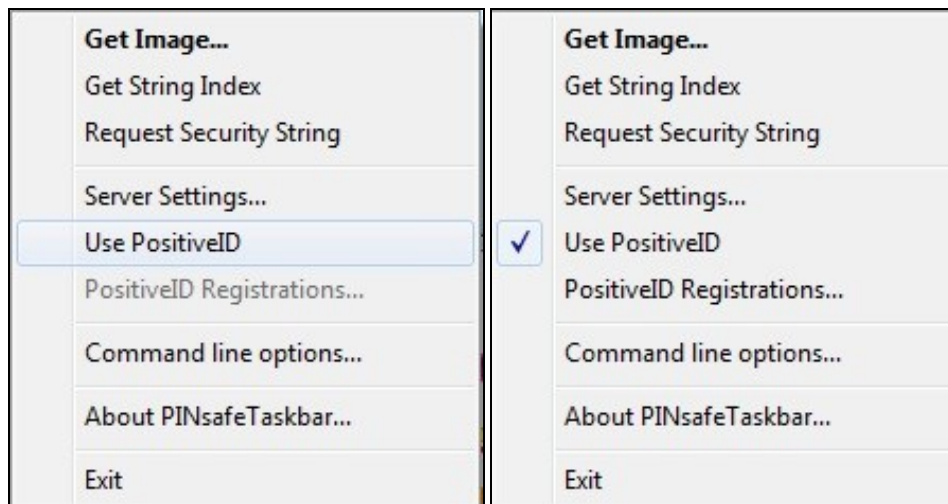 Get Image...
Get String Index
Request Security String
Server Settings...
Use PositiveID
PositiveID Registrations...
Command line options...
About PINsafeTaskbar...
Exit
Get Image...
Get String Index
Request Security String
Server Settings...
Use PositiveID
PositiveID Registrations...
Command line options...
About PINsafeTaskbar...
Exit